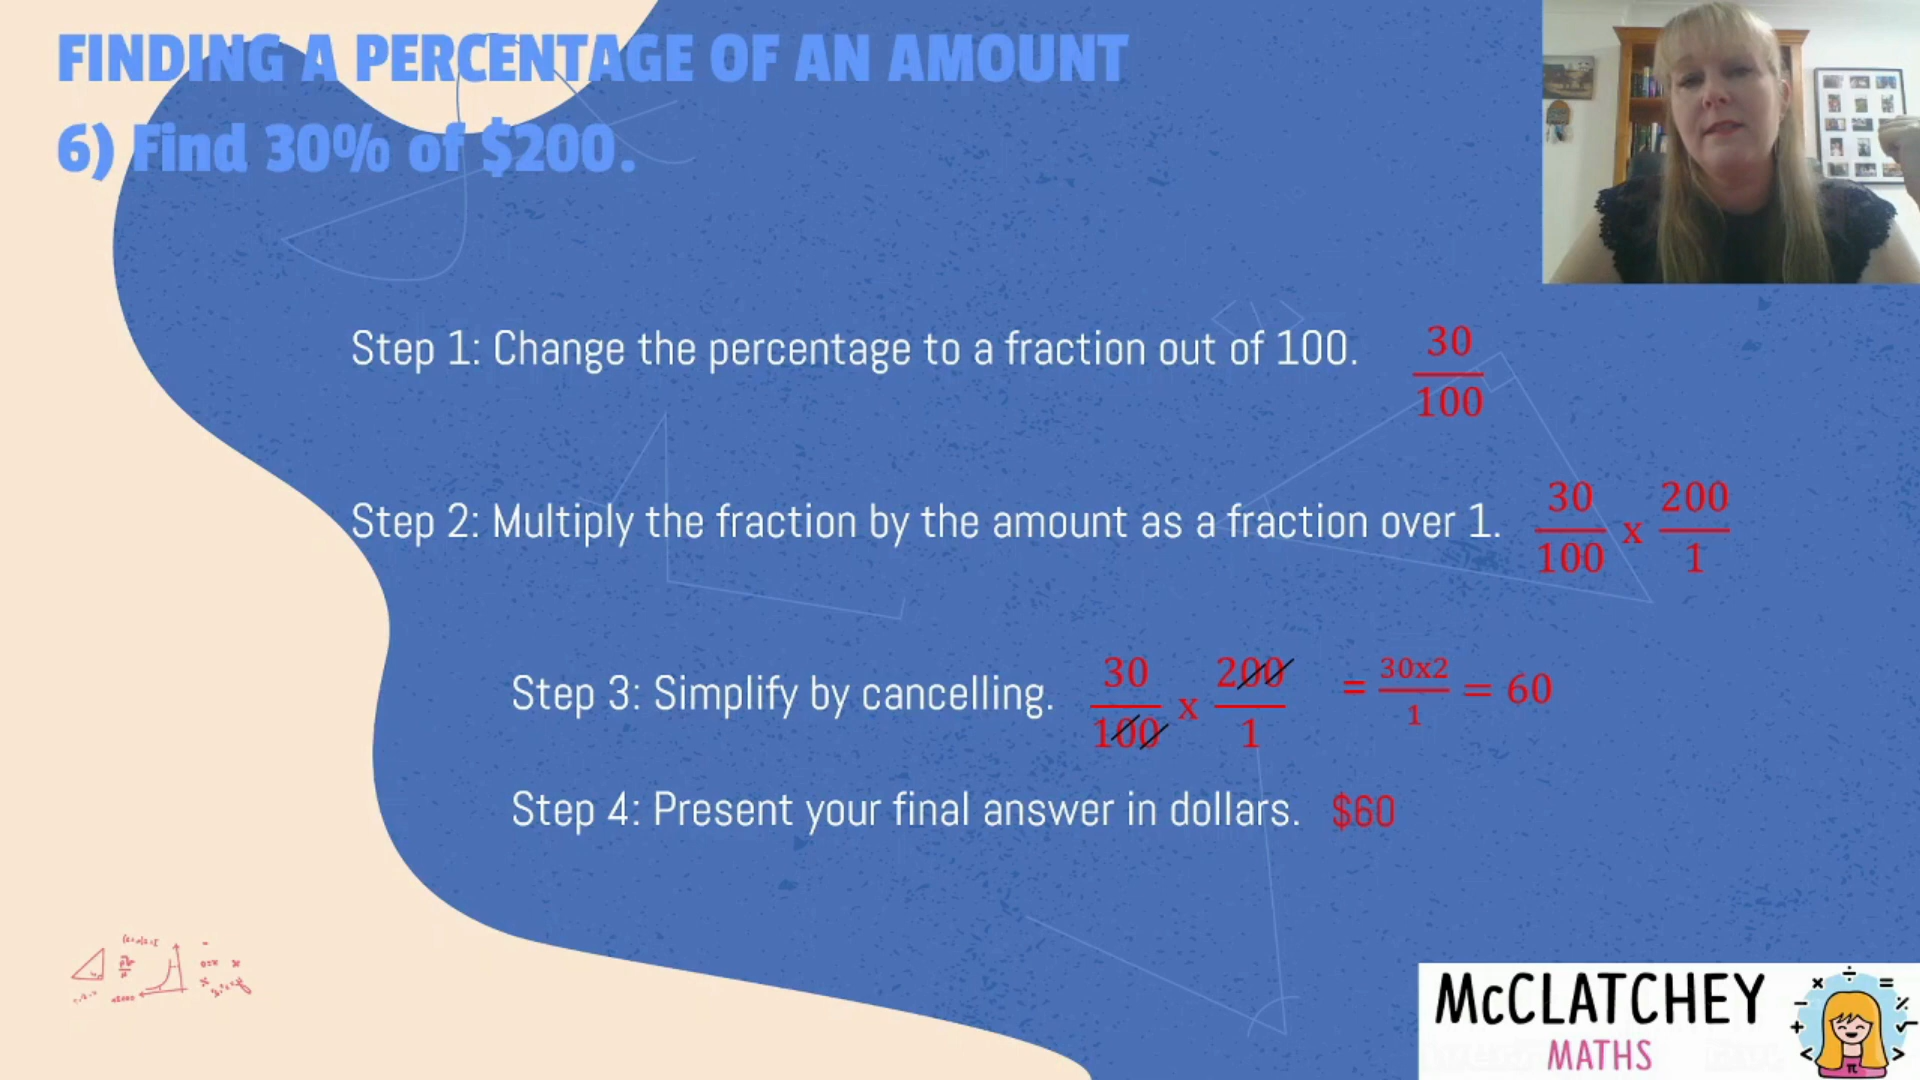 FINDING A PERCENTAGE OF AN AMOUNT
6) Find 30% of $200.
Step 1: Change the percentage to a fraction out of 100.
30
100
Step 2: Multiply the fraction by the amount as a fraction over 1.
30 x 200
100 1
Step 3: Simplify by cancelling.
30 x 200 = 30x2 = 60
100 1 1
Step 4: Present your final answer in dollars. $60
McCLATCHEY
MATHS